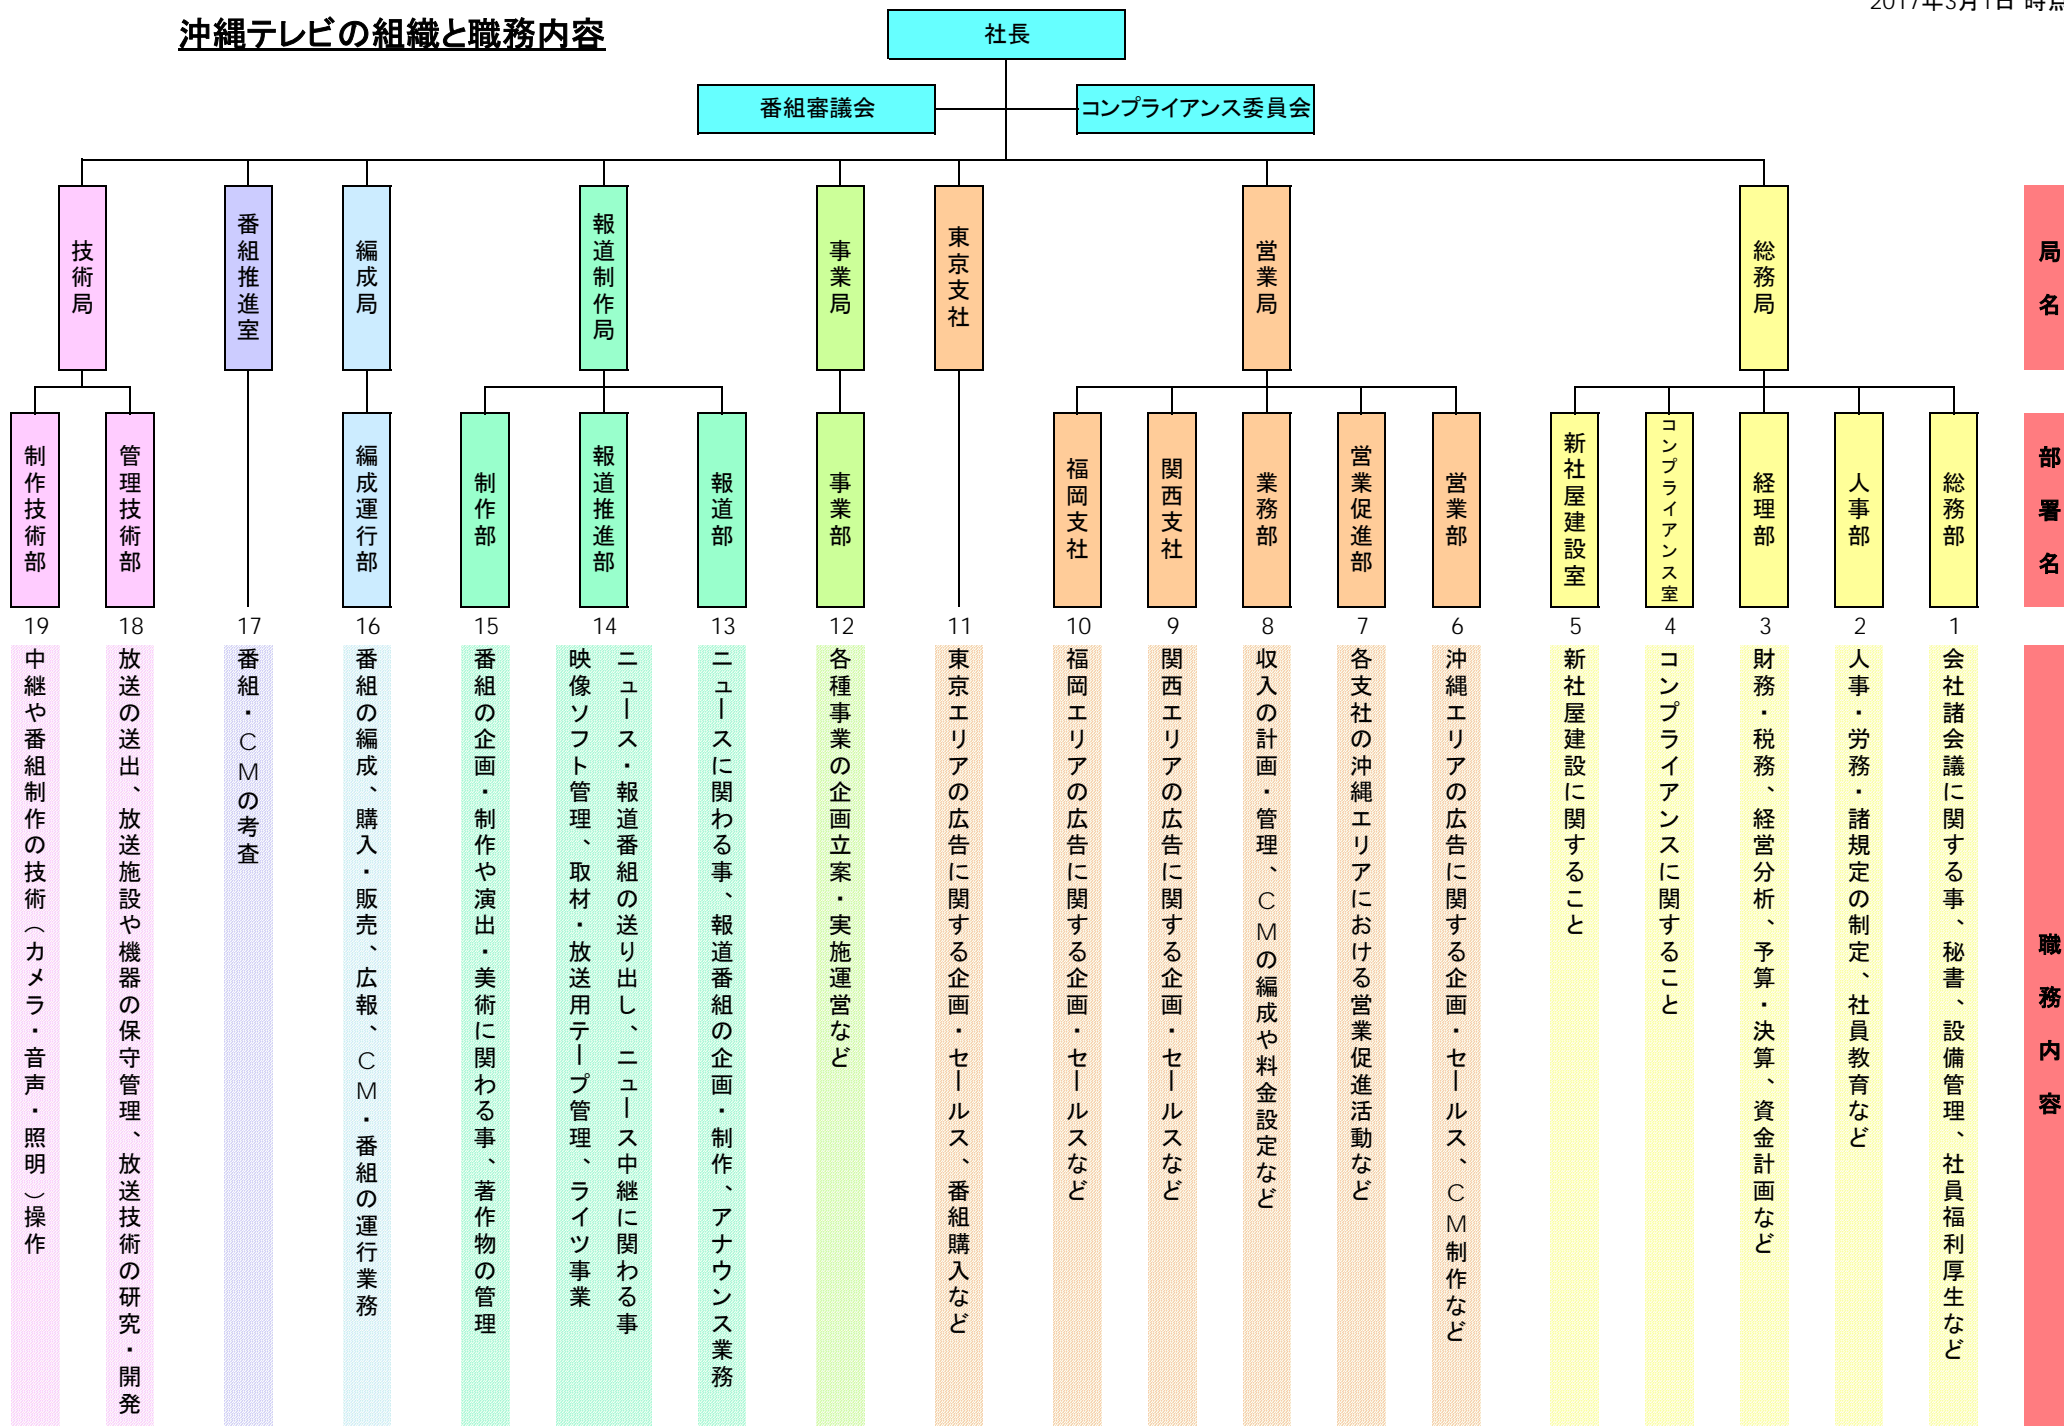 沖縄テレビの組織と職務内容
2017年3月1日 時点
社長
番組審議会
コンプライアンス委員会
局名
総務局
営業局
東京支社
事業局
報道制作局
編成局
番組推進室
技術局
部署名
総務部
人事部
経理部
コンプライアンス室
新社屋建設室
営業部
営業促進部
業務部
関西支社
福岡支社
事業部
報道部
報道推進部
制作部
編成運行部
管理技術部
制作技術部
職務内容
1
会社諸会議に関する事、秘書、設備管理、社員福利厚生など
2
人事・労務・諸規定の制定、社員教育など
3
財務・税務、経営分析、予算・決算、資金計画など
4
コンプライアンスに関すること
5
新社屋建設に関すること
6
沖縄エリアの広告に関する企画・セールス、CM制作など
7
各支社の沖縄エリアにおける営業促進活動など
8
収入の計画・管理、CMの編成や料金設定など
9
関西エリアの広告に関する企画・セールスなど
10
福岡エリアの広告に関する企画・セールスなど
11
東京エリアの広告に関する企画・セールス、番組購入など
12
各種事業の企画立案・実施運営など
13
ニュースに関わる事、報道番組の企画・制作、アナウンス業務
14
ニュース・報道番組の送り出し、ニュース中継に関わる事
映像ソフト管理、取材・放送用テープ管理、ライツ事業
15
番組の企画・制作や演出・美術に関わる事、著作物の管理
16
番組の編成、購入・販売、広報、CM・番組の運行業務
17
番組・CMの考査
18
放送の送出、放送施設や機器の保守管理、放送技術の研究・開発
19
中継や番組制作の技術（カメラ・音声・照明）操作